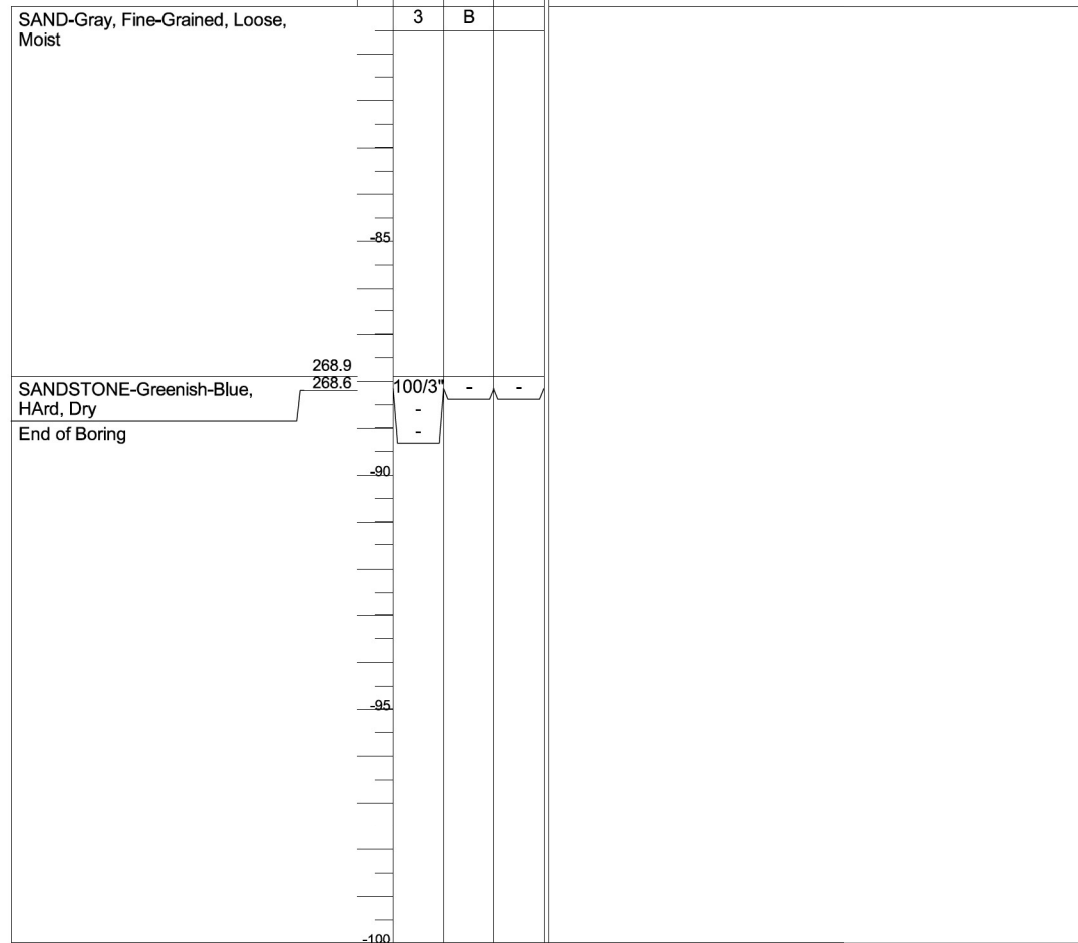 SAND-Gray, Fine-Grained, Loose,
Moist
3 B
-85
268.9
268.6
SANDSTONE-Greenish-Blue,
HArd, Dry
100/3" - -
-
-
End of Boring
-90
-95
-100